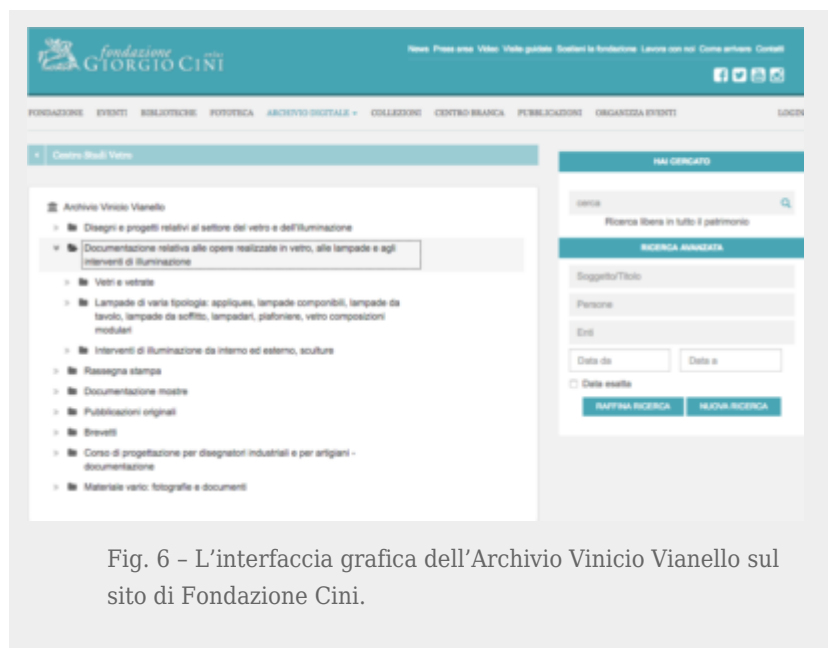 fondazione
GIORGIO CINI
News Press area Video Visite guidate Sostieni la fondazione Lavora con noi Come arrivare Contatti
FONDAZIONE EVENTI BIBLIOTECHE FOTOTECA ARCHIVIO DIGITALE COLLEZIONI CENTRO BRANCA PUBBLICAZIONI ORGANIZZA EVENTI LOGIN
Centro Studi Vetro
Archivio Vinicio Vianello
Disegni e progetti relativi al settore del vetro e dell'illuminazione
Documentazione relativa alle opere realizzate in vetro, alle lampade e agli
interventi di illuminazione
Vetri e vetrate
Lampade di varia tipologia: appliques, lampade componibili, lampade da
tavolo, lampade da soffitto, lampadari, plafoniere, vetro composizioni
modulari
Interventi di illuminazione da interno ed esterno, sculture
Rassegna stampa
Documentazione mostre
Pubblicazioni originali
Brevetti
Corso di progettazione per disegnatori industriali e per artigiani -
documentazione
Materiale vario: fotografie e documenti
HAI CERCATO
cerca
Ricerca libera in tutto il patrimonio
RICERCA AVANZATA
Soggetto/Titolo
Persone
Enti
Data da Data a
Data esatta
RAFFINA RICERCA NUOVA RICERCA
Fig. 6 – L'interfaccia grafica dell'Archivio Vinicio Vianello sul
sito di Fondazione Cini.